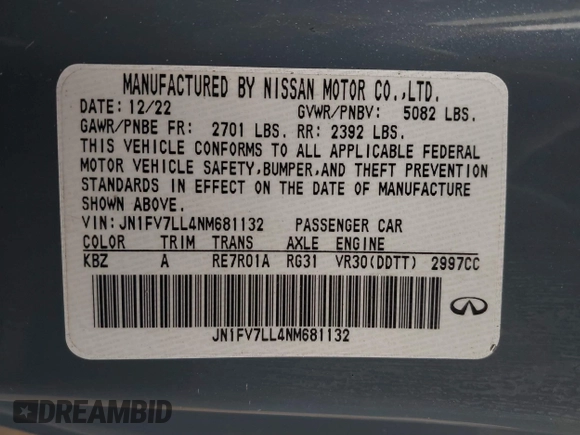 MANUFACTURED BY NISSAN MOTOR CO.,LTD.
DATE: 12/22 GVWR/PNBV: 5082 LBS.
GAWR/PNBE FR: 2701 LBS. RR: 2392 LBS.
THIS VEHICLE CONFORMS TO ALL APPLICABLE FEDERAL
MOTOR VEHICLE SAFETY,BUMPER,AND THEFT PREVENTION
STANDARDS IN EFFECT ON THE DATE OF MANUFACTURE
SHOWN ABOVE.
VIN:JN1FV7LL4NM681132 PASSENGER CAR
COLOR TRIM TRANS AXLE ENGINE
KBZ A RE7R01A RG31 VR30(DDTT) 2997CC
JN1FV7LL4NM681132
DREAMBID